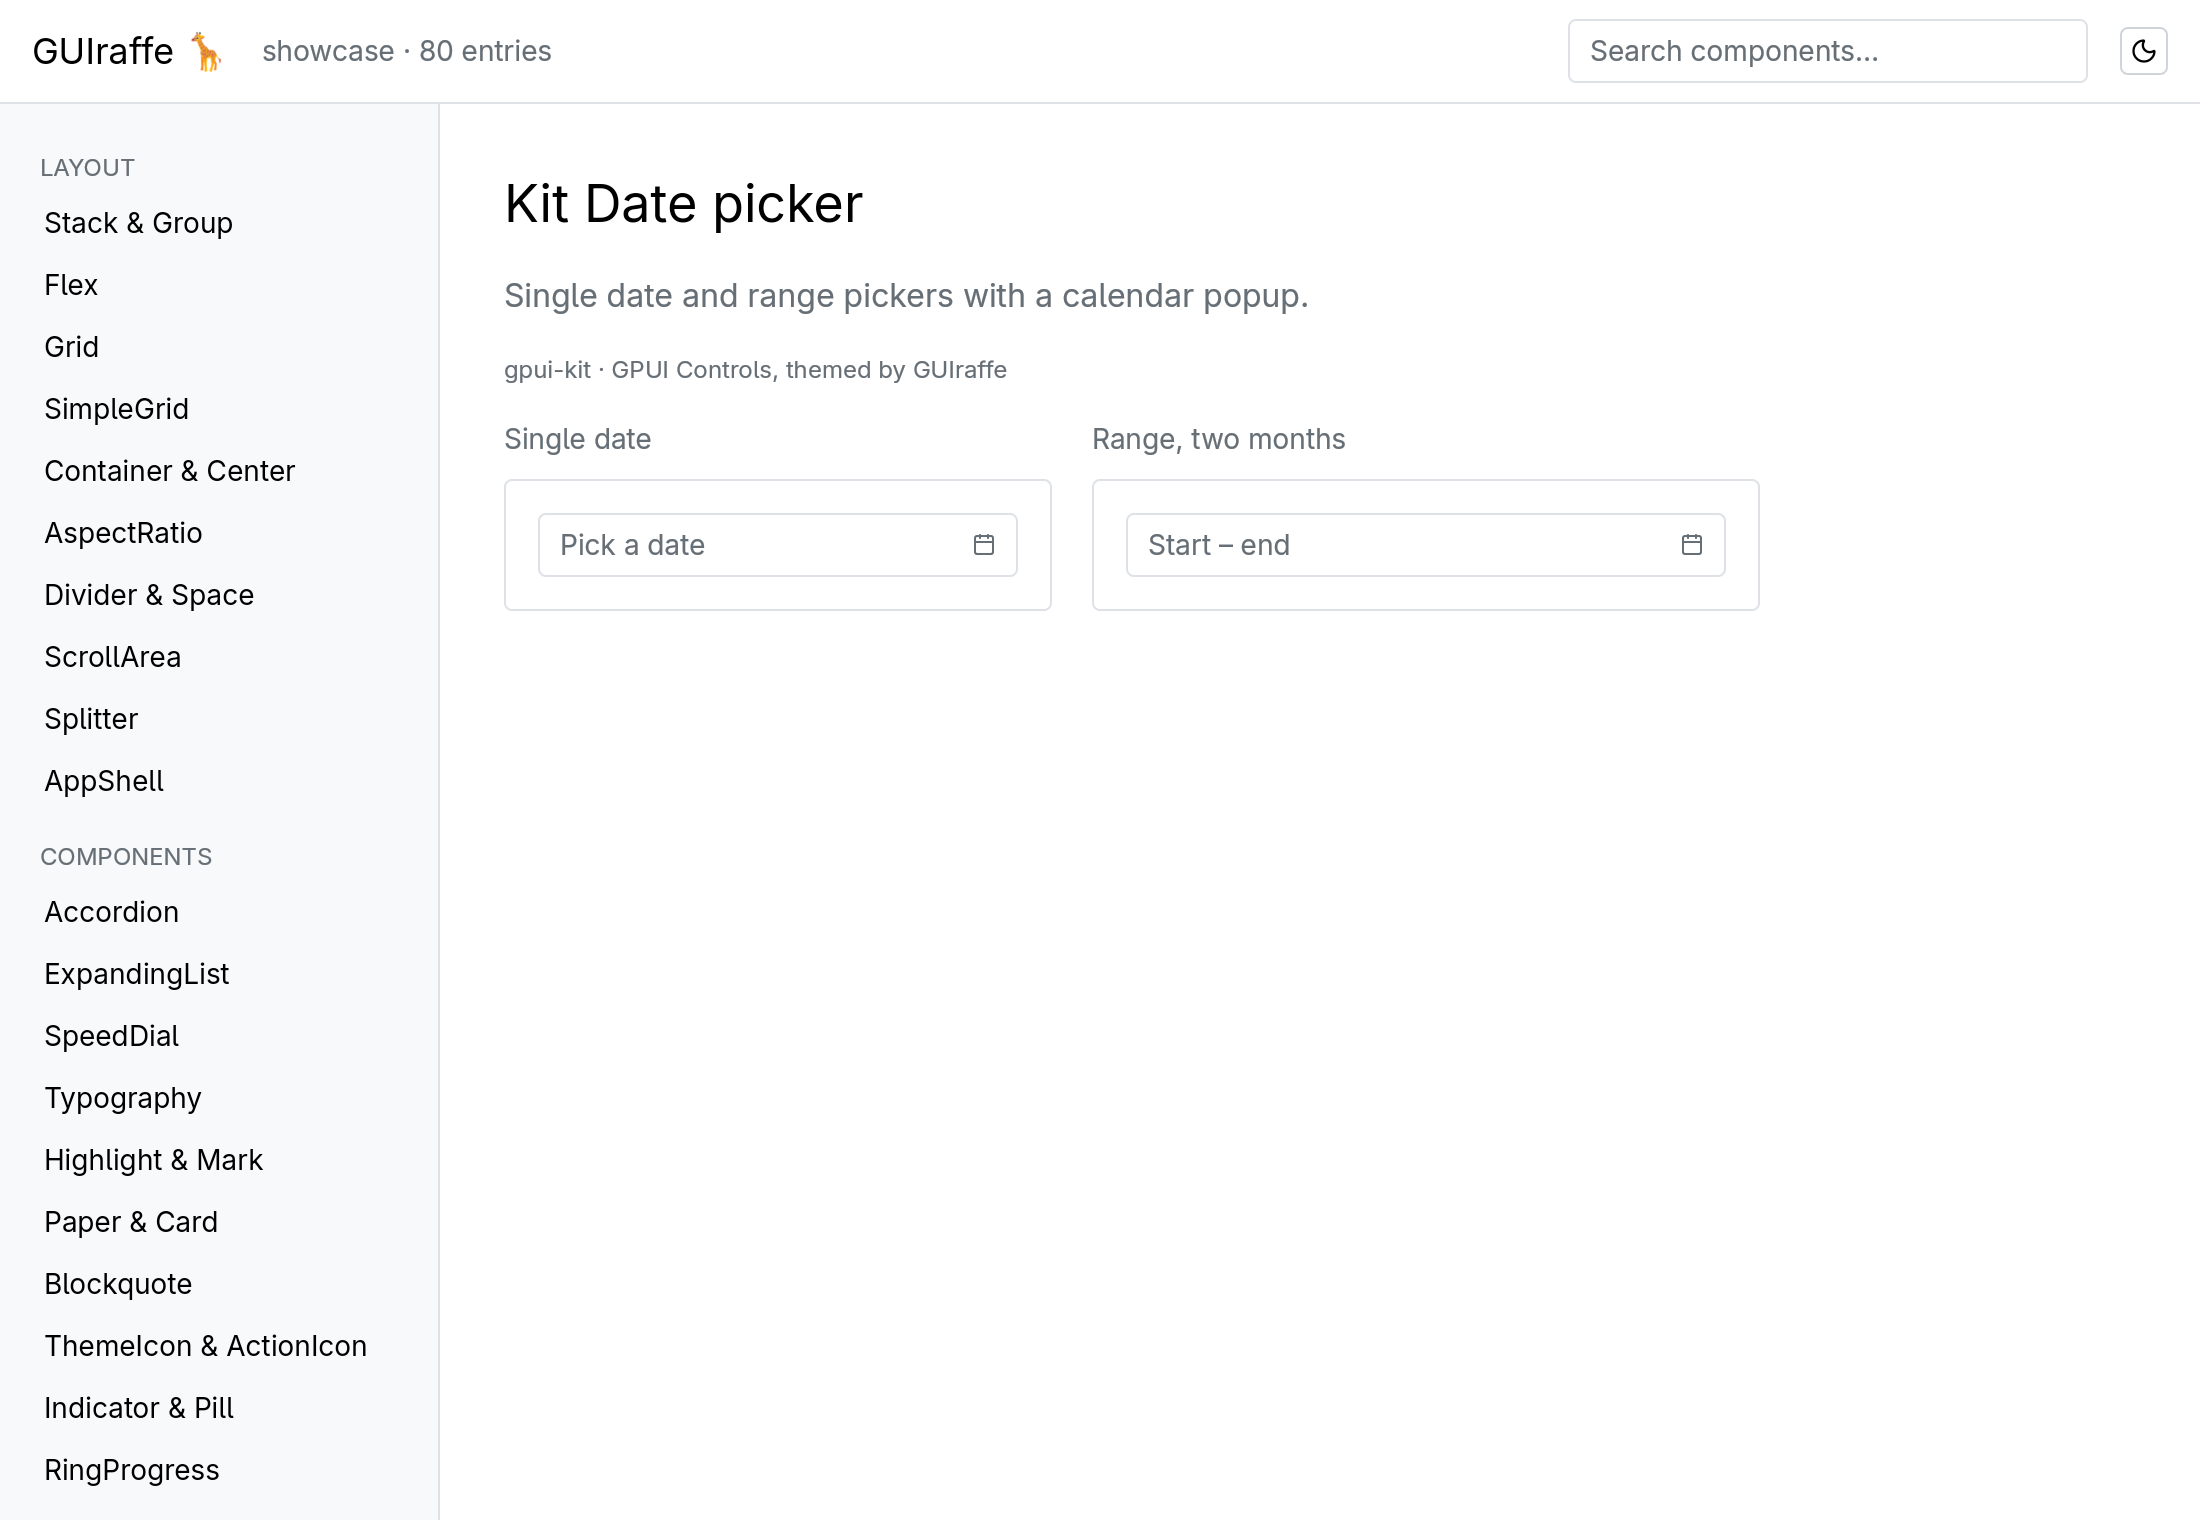 GUIraffe 🦒 showcase · 80 entries
Search components...
LAYOUT
Stack & Group
Flex
Grid
SimpleGrid
Container & Center
AspectRatio
Divider & Space
ScrollArea
Splitter
AppShell
COMPONENTS
Accordion
ExpandingList
SpeedDial
Typography
Highlight & Mark
Paper & Card
Blockquote
ThemeIcon & ActionIcon
Indicator & Pill
RingProgress
Kit Date picker
Single date and range pickers with a calendar popup.
gpui-kit · GPUI Controls, themed by GUIraffe
Single date
Pick a date
Range, two months
Start – end